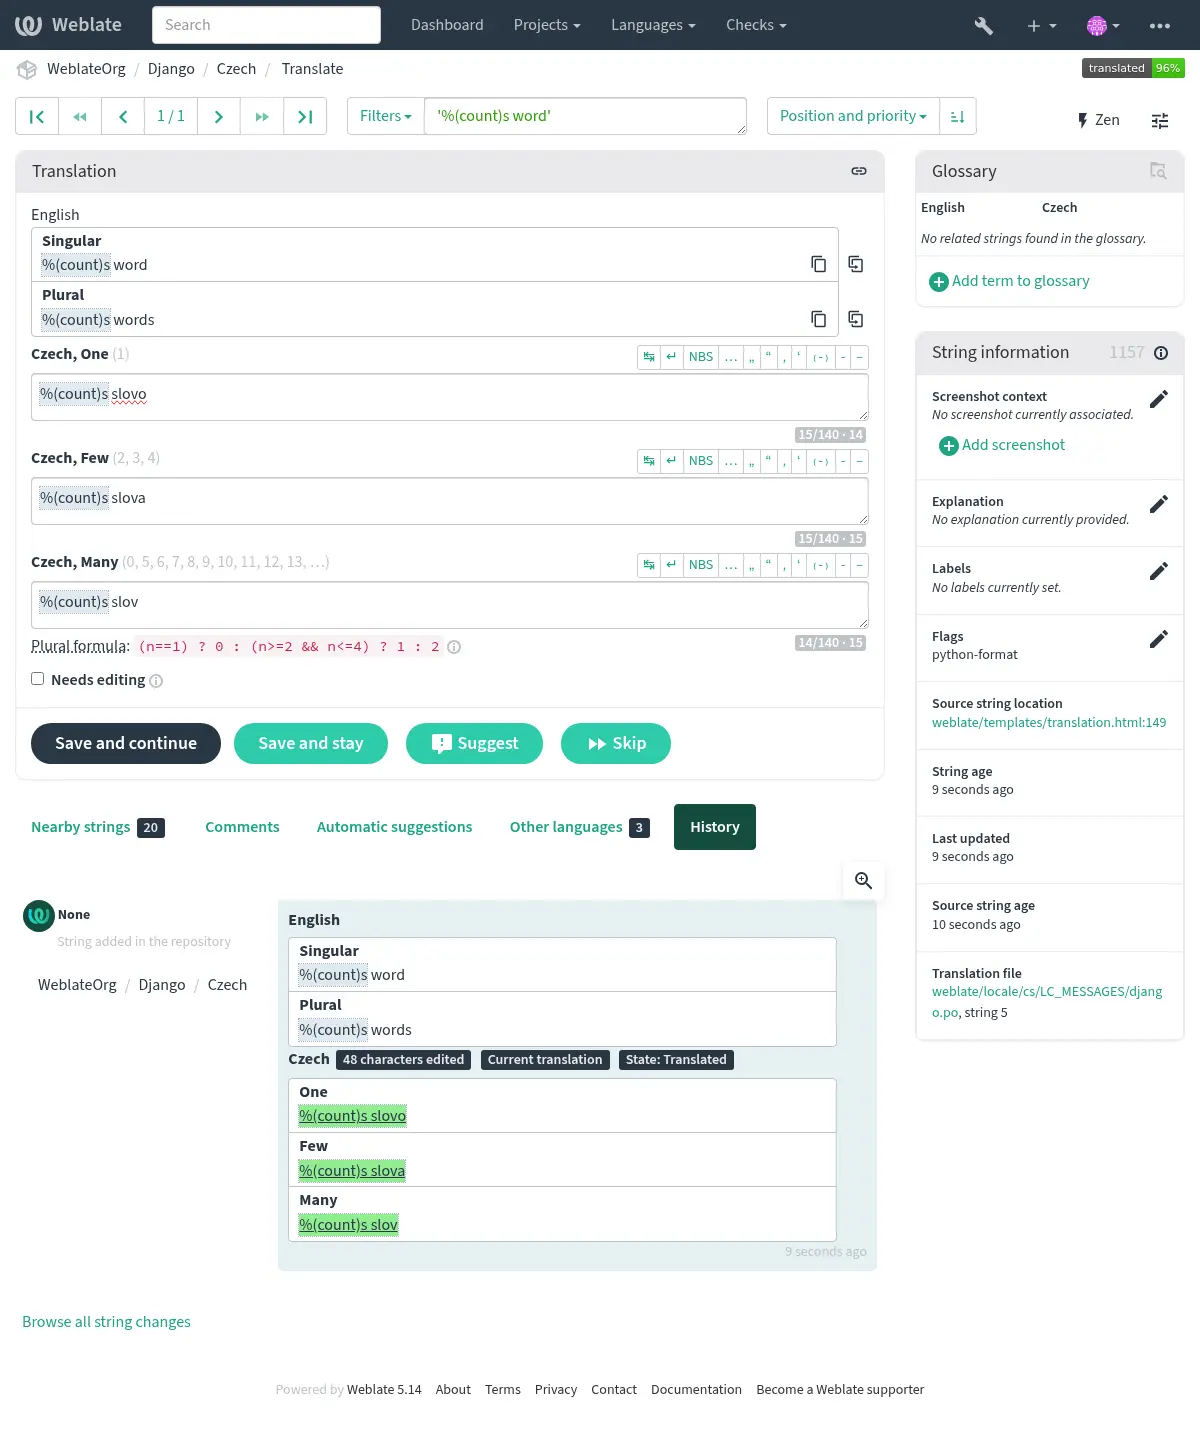 Weblate Search Dashboard Projects Languages Checks
WeblateOrg / Django / Czech / Translate translated 96%
1 / 1 Filters '%(count)s word' Position and priority Zen
Translation
English
Singular
%(count)s word
Plural
%(count)s words
Czech, One (1) NBS … „ “ ‚ ‘ (-) - –
%(count)s slovo
15/140 · 14
Czech, Few (2, 3, 4) NBS … „ “ ‚ ‘ (-) - –
%(count)s slova
15/140 · 15
Czech, Many (0, 5, 6, 7, 8, 9, 10, 11, 12, 13, …) NBS … „ “ ‚ ‘ (-) - –
%(count)s slov
14/140 · 15
Plural formula: (n==1) ? 0 : (n>=2 && n<=4) ? 1 : 2
Needs editing
Save and continue Save and stay Suggest Skip
Glossary
English Czech
No related strings found in the glossary.
Add term to glossary
String information 1157
Screenshot context
No screenshot currently associated.
Add screenshot
Explanation
No explanation currently provided.
Labels
No labels currently set.
Flags
python-format
Source string location
weblate/templates/translation.html:149
String age
9 seconds ago
Last updated
9 seconds ago
Source string age
10 seconds ago
Translation file
weblate/locale/cs/LC_MESSAGES/djang
o.po, string 5
Nearby strings 20 Comments Automatic suggestions Other languages 3 History
None
String added in the repository
WeblateOrg / Django / Czech
English
Singular
%(count)s word
Plural
%(count)s words
Czech 48 characters edited Current translation State: Translated
One
%(count)s slovo
Few
%(count)s slova
Many
%(count)s slov
9 seconds ago
Browse all string changes
Powered by Weblate 5.14 About Terms Privacy Contact Documentation Become a Weblate supporter